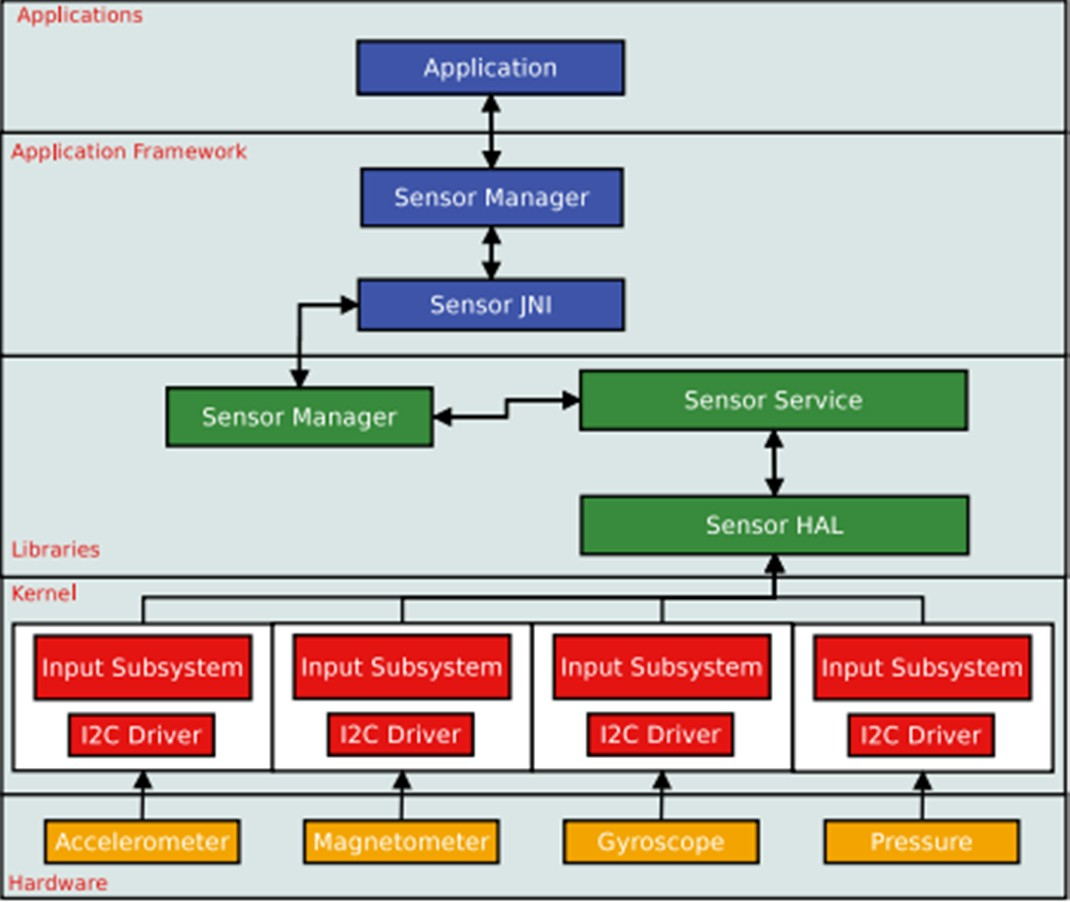 Applications
Application
Application Framework
Sensor Manager
Sensor JNI
Sensor Manager
Sensor Service
Sensor HAL
Libraries
Kernel
Input Subsystem
Input Subsystem
Input Subsystem
Input Subsystem
I2C Driver
I2C Driver
I2C Driver
I2C Driver
Accelerometer
Magnetometer
Gyroscope
Pressure
Hardware